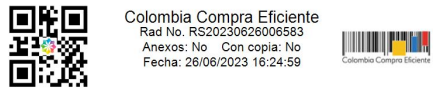 Colombia Compra Eficiente
Rad No. RS20230626006583
Anexos: No Con copia: No
Fecha: 26/06/2023 16:24:59
Colombia Compra Eficiente